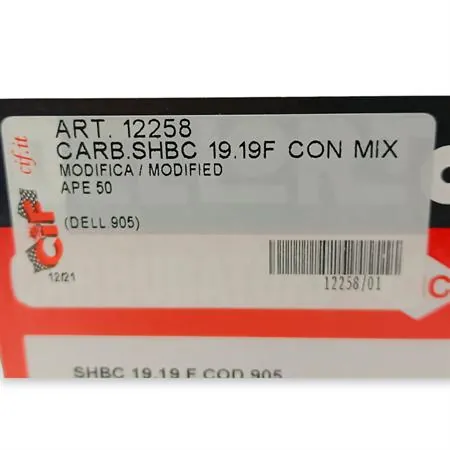 ART. 12258
CARB.SHBC 19.19F CON MIX
MODIFICA / MODIFIED
APE 50
(DELL.905)
cif.it
CiF
12/21
12258/01
C
SHBC 19.19 F COD 905